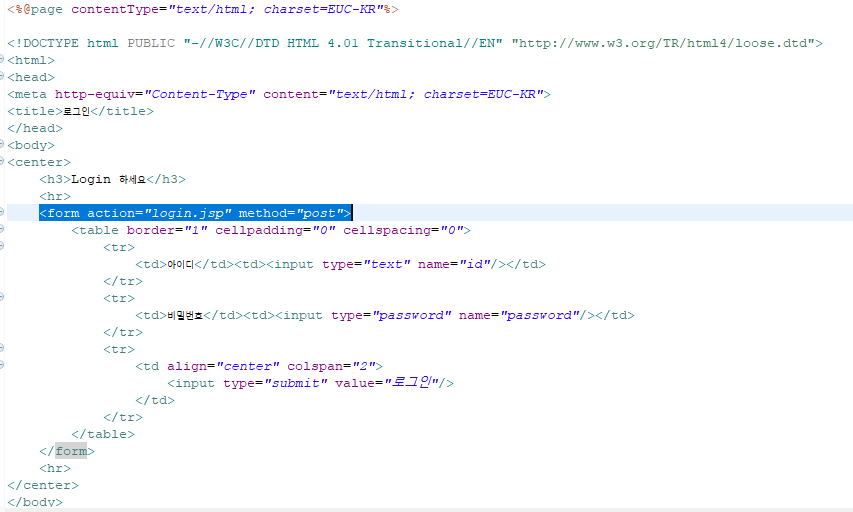 <%@page contentType="text/html; charset=EUC-KR"%>
<!DOCTYPE html PUBLIC "-//W3C//DTD HTML 4.01 Transitional//EN" "http://www.w3.org/TR/html4/loose.dtd">
<html>
<head>
<meta http-equiv="Content-Type" content="text/html; charset=EUC-KR">
<title>로그인</title>
</head>
<body>
<center>
<h3>Login 하세요</h3>
<hr>
<form action="login.jsp" method="post">
<table border="1" cellpadding="0" cellspacing="0">
<tr>
<td>아이디</td><td><input type="text" name="id"/></td>
</tr>
<tr>
<td>비밀번호</td><td><input type="password" name="password"/></td>
</tr>
<tr>
<td align="center" colspan="2">
<input type="submit" value="로그인"/>
</td>
</tr>
</table>
</form>
<hr>
</center>
</body>